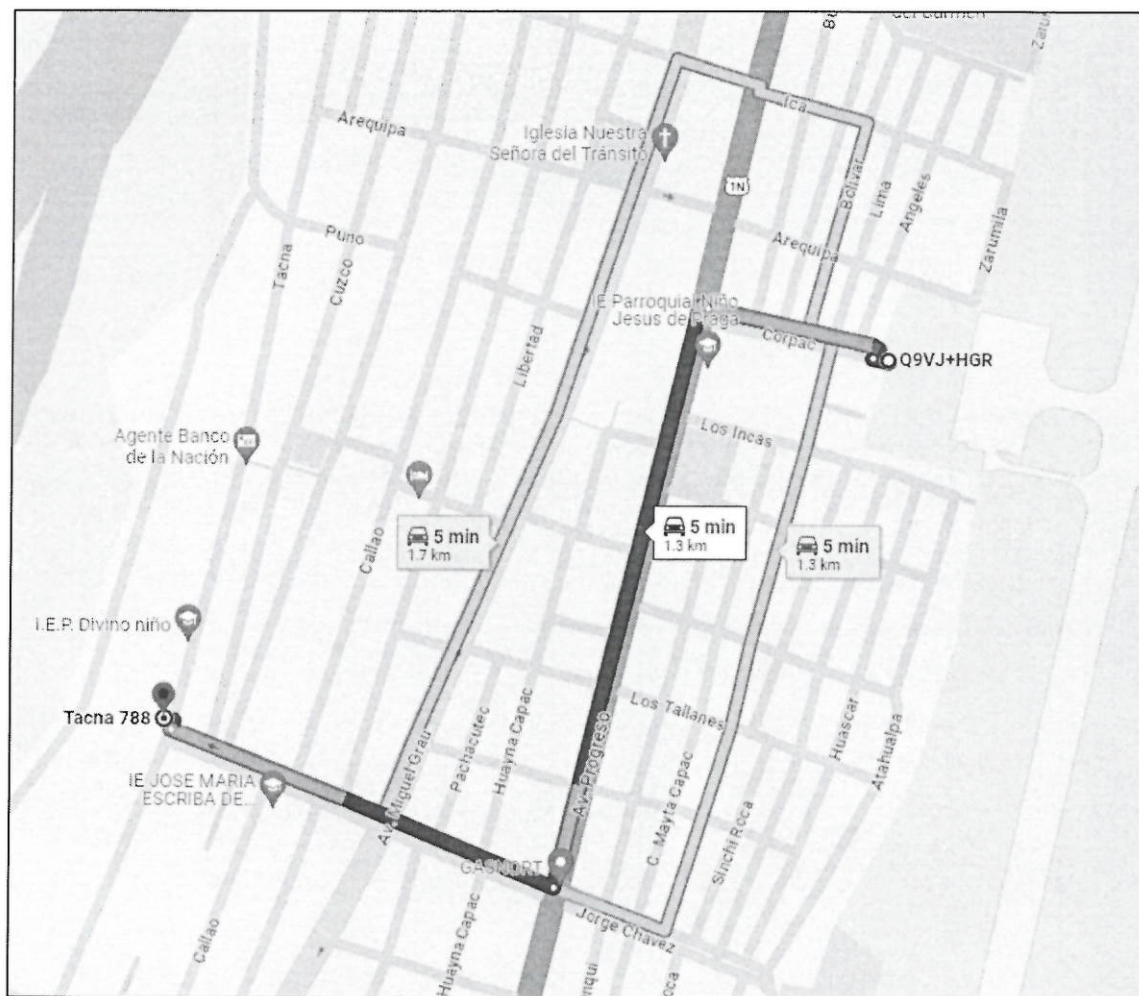 del Carmen
Zarumila
Ica
Arequipa
Iglesia Nuestra
Señora del Tránsito
1N
Bolivar
Lima
Angeles
Zarumila
Puno
Tacna
Cuzco
Arequipa
IE Parroquial Niño
Jesus de Praga
Corpac
Q9VJ+HGR
Libertad
Los Incas
Agente Banco
de la Nación
5 min
1.7 km
5 min
1.3 km
5 min
1.3 km
Callao
I.E.P. Divino niño
Tacna 788
Los Tallanes
Huascar
Atahualpa
Huayna Capac
Pachacutec
Av. Miguel Grau
Av. Progreso
IE JOSE MARIA
ESCRIBA DE...
C. Mayta Capac
Sinchi Roca
GASNORT
Jorge Chavez
Callao
Huayna Capac